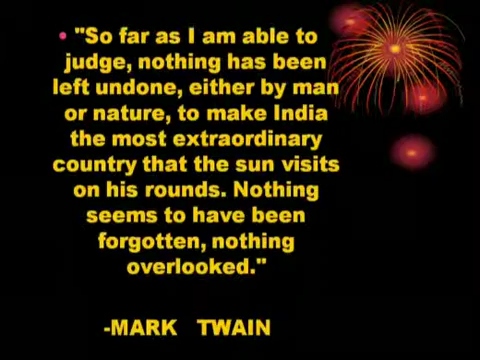 • "So far as I am able to
judge, nothing has been
left undone, either by man
or nature, to make India
the most extraordinary
country that the sun visits
on his rounds. Nothing
seems to have been
forgotten, nothing
overlooked."
-MARK TWAIN